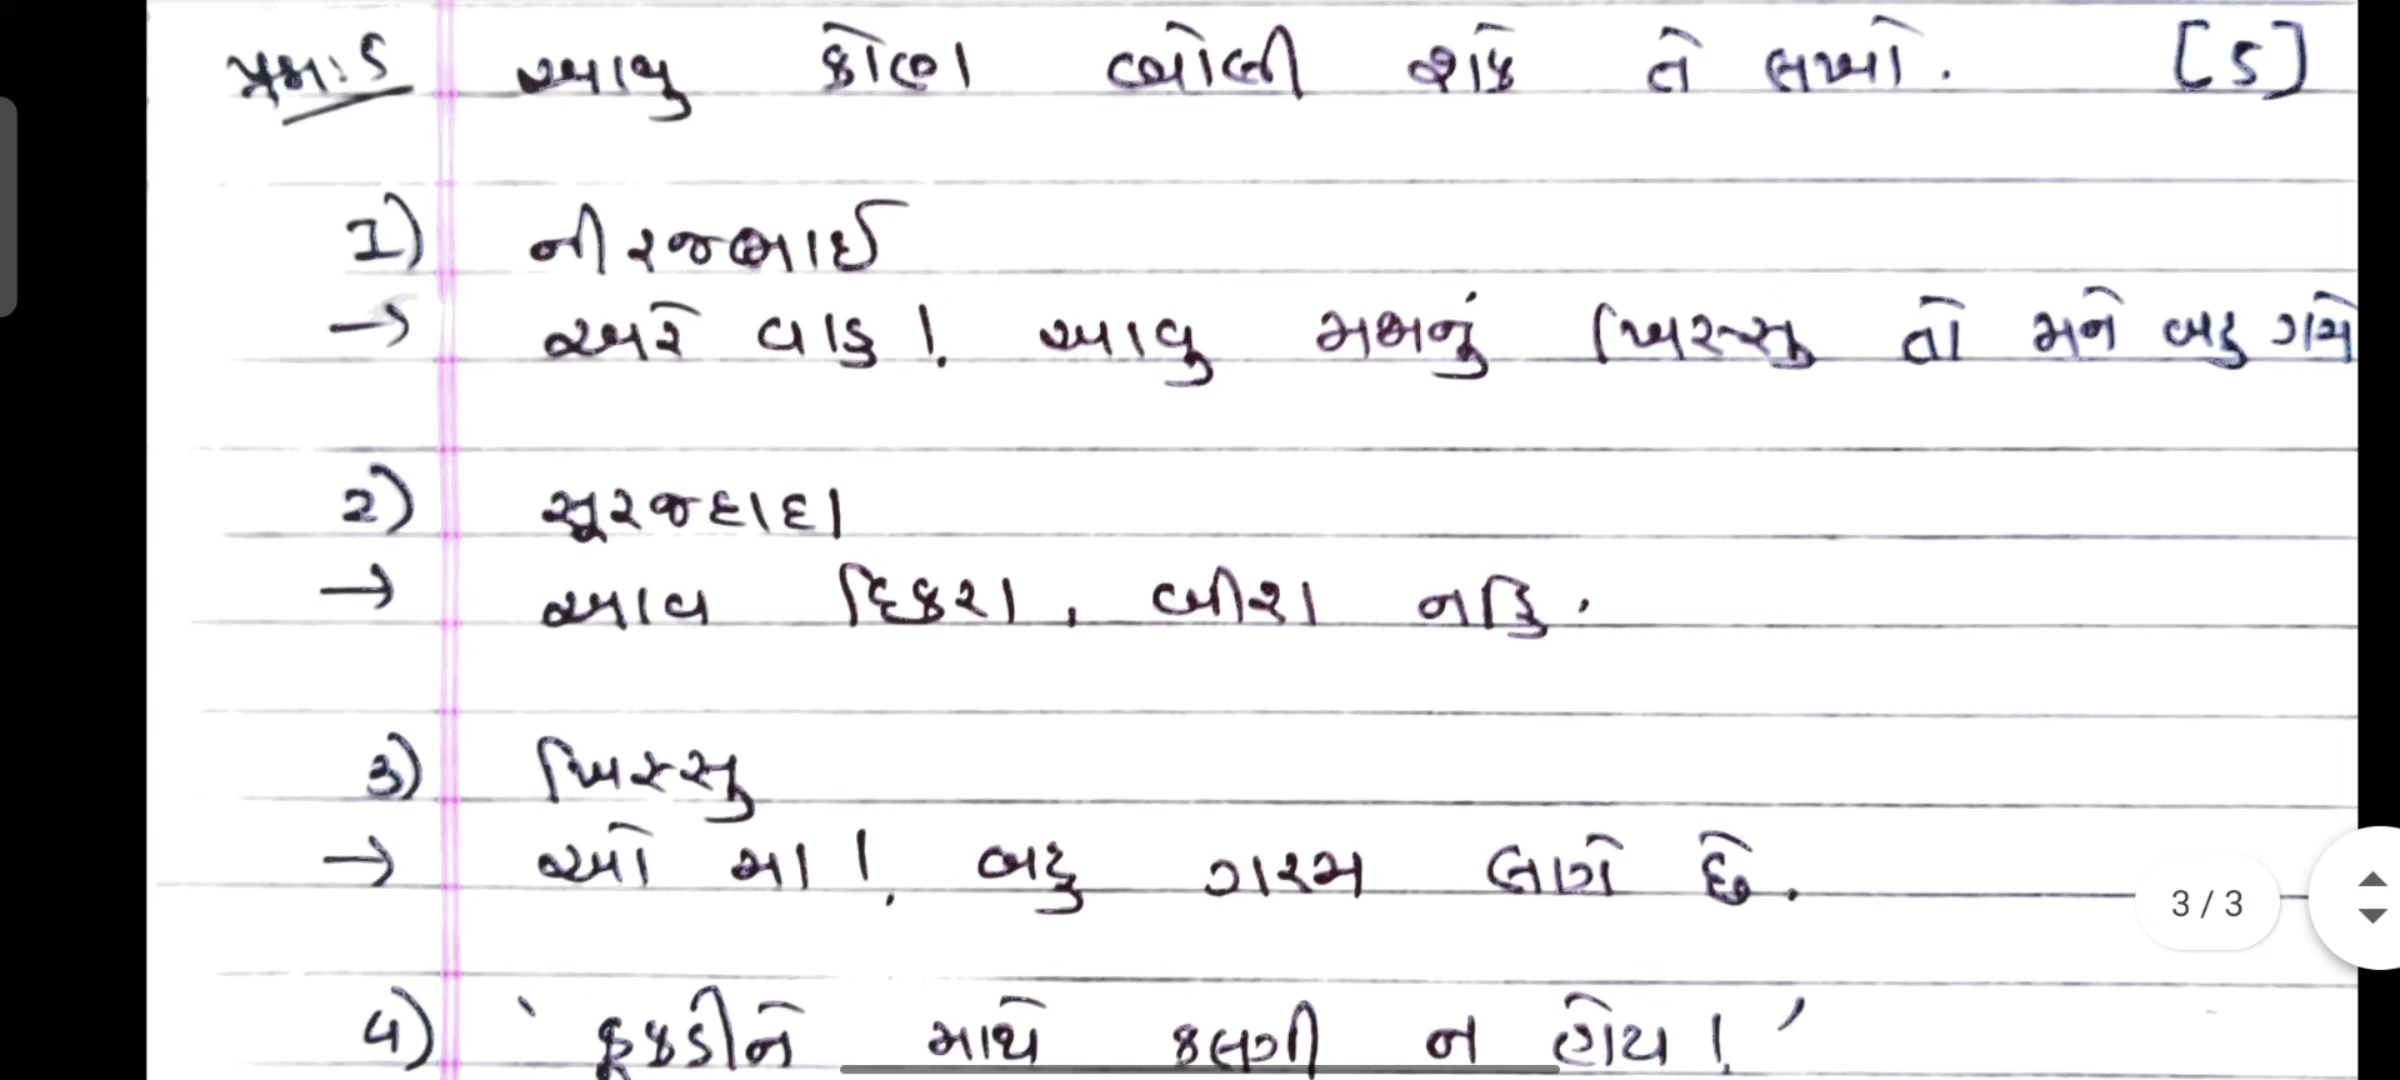 પ્રશ્ન:5 આવુ કોણ બોલી શકે તે લખો. [5]
1) નીરજભાઈ
→ અરે વાહ! આવુ મજાનું ખિસ્સુ તો મને બહુ ગમે
2) સૂરજદાદા
→ આવ દિકરા, બીશ નહિ.
3) ખિસ્સુ
→ ઓ મા! બહુ ગરમ લાગે છે.
3 / 3
4) ' કૂકડીને માથે કલગી ન હોય! '